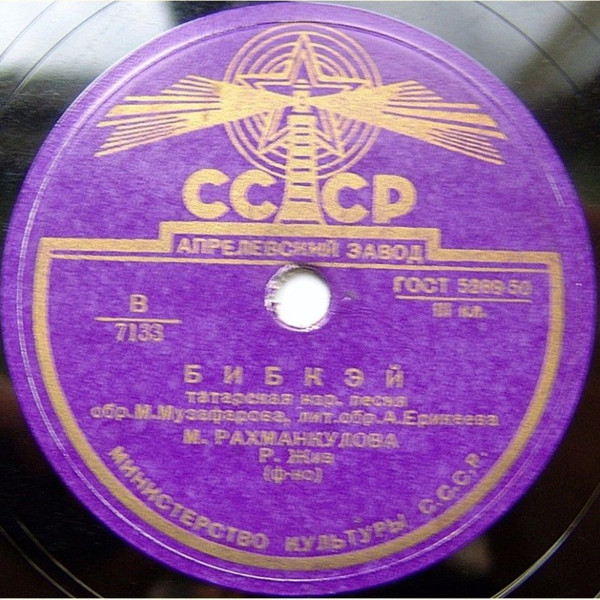 СССР
АПРЕЛЕВСКИЙ ЗАВОД
В
7133
ГОСТ 5289-50
III кл.
БИБКЭЙ
татарская нар. песня
обр.М.Музафарова, лит.обр.А.Ерикеева
М. РАХМАНКУЛОВА
Р. Жив
(ф-но)
МИНИСТЕРСТВО КУЛЬТУРЫ С.С.С.Р.